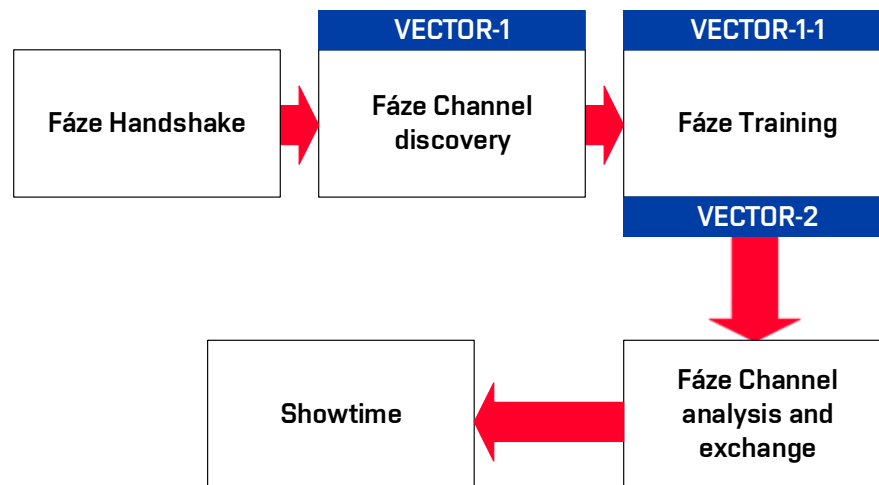 VECTOR-1
VECTOR-1-1
Fáze Handshake
Fáze Channel
discovery
Fáze Training
VECTOR-2
Showtime
Fáze Channel
analysis and
exchange